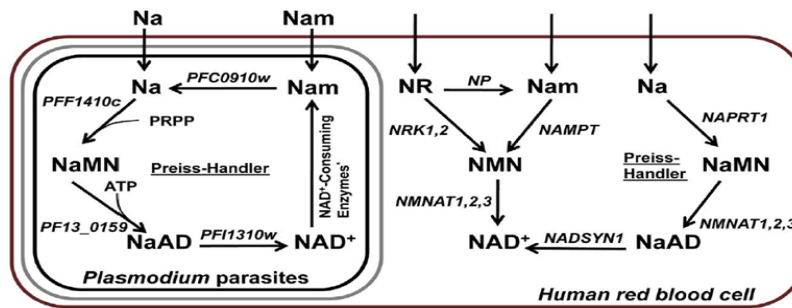 Na
Nam
Na
PFC0910w
Nam
PFF1410c
PRPP
NaMN
Preiss-Handler
ATP
PF13_0159
NaAD
PFI1310w
NAD+
NAD+-Consuming
Enzymes'
Plasmodium parasites
NR
NP
Nam
Na
NRK1,2
NAMPT
NAPRT1
NMN
Preiss-
Handler
NaMN
NMNAT1,2,3
NMNAT1,2,3
NAD+
NADSYN1
NaAD
Human red blood cell